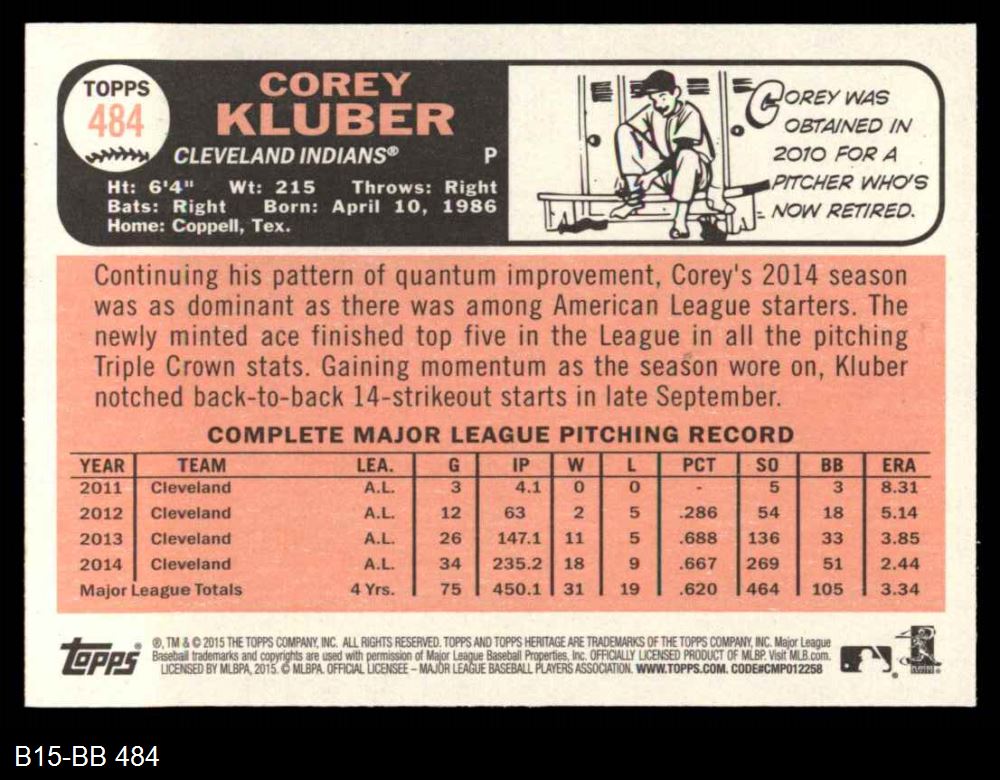 TOPPS
484
COREY
KLUBER
CLEVELAND INDIANS® P
Ht: 6'4" Wt: 215 Throws: Right
Bats: Right Born: April 10, 1986
Home: Coppell, Tex.
COREY WAS
OBTAINED IN
2010 FOR A
PITCHER WHO'S
NOW RETIRED.
Continuing his pattern of quantum improvement, Corey's 2014 season
was as dominant as there was among American League starters. The
newly minted ace finished top five in the League in all the pitching
Triple Crown stats. Gaining momentum as the season wore on, Kluber
notched back-to-back 14-strikeout starts in late September.
COMPLETE MAJOR LEAGUE PITCHING RECORD
YEAR TEAM LEA. G IP W L PCT SO BB ERA
2011 Cleveland A.L. 3 4.1 0 0 - 5 3 8.31
2012 Cleveland A.L. 12 63 2 5 .286 54 18 5.14
2013 Cleveland A.L. 26 147.1 11 5 .688 136 33 3.85
2014 Cleveland A.L. 34 235.2 18 9 .667 269 51 2.44
Major League Totals 4 Yrs. 75 450.1 31 19 .620 464 105 3.34
Topps ®, TM & © 2015 THE TOPPS COMPANY, INC. ALL RIGHTS RESERVED. TOPPS AND TOPPS HERITAGE ARE TRADEMARKS OF THE TOPPS COMPANY, INC. Major League
Baseball trademarks and copyrights are used with permission of Major League Baseball Properties, Inc. OFFICIALLY LICENSED PRODUCT OF MLBP. Visit MLB.com.
LICENSED BY MLBPA, 2015. © MLBPA. OFFICIAL LICENSEE – MAJOR LEAGUE BASEBALL PLAYERS ASSOCIATION. WWW.TOPPS.COM. CODE#CMP012258
B15-BB 484